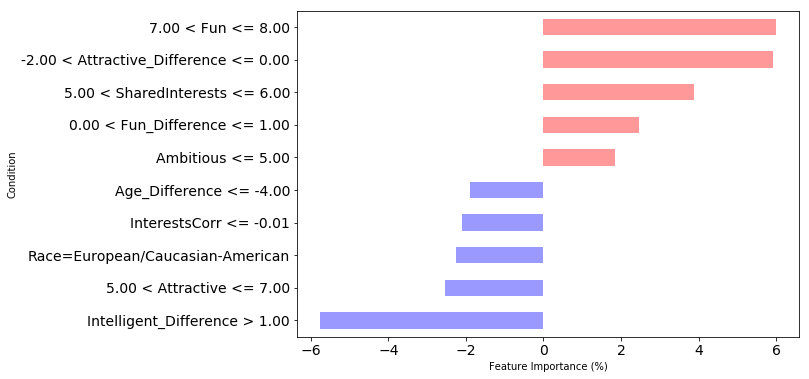 7.00 < Fun <= 8.00
-2.00 < Attractive_Difference <= 0.00
5.00 < SharedInterests <= 6.00
0.00 < Fun_Difference <= 1.00
Ambitious <= 5.00
Age_Difference <= -4.00
InterestsCorr <= -0.01
Race=European/Caucasian-American
5.00 < Attractive <= 7.00
Intelligent_Difference > 1.00
Condition
−6 −4 −2 0 2 4 6
Feature Importance (%)